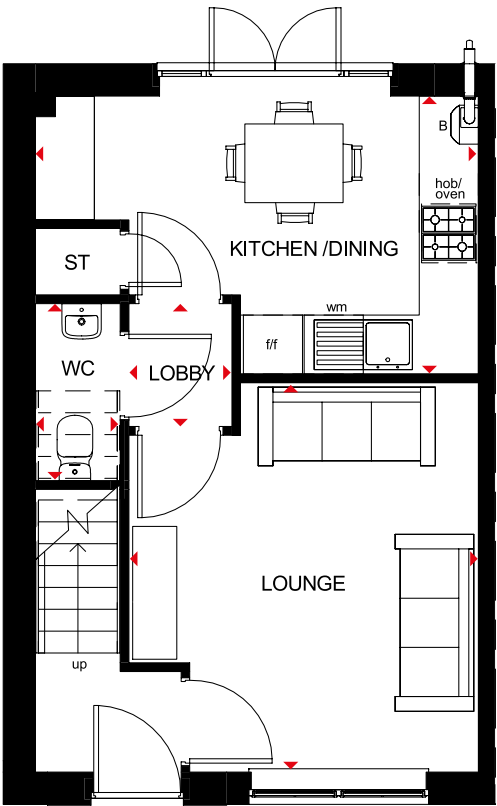 B
hob/
oven
KITCHEN /DINING
ST
wm
f/f
WC
LOBBY
LOUNGE
up